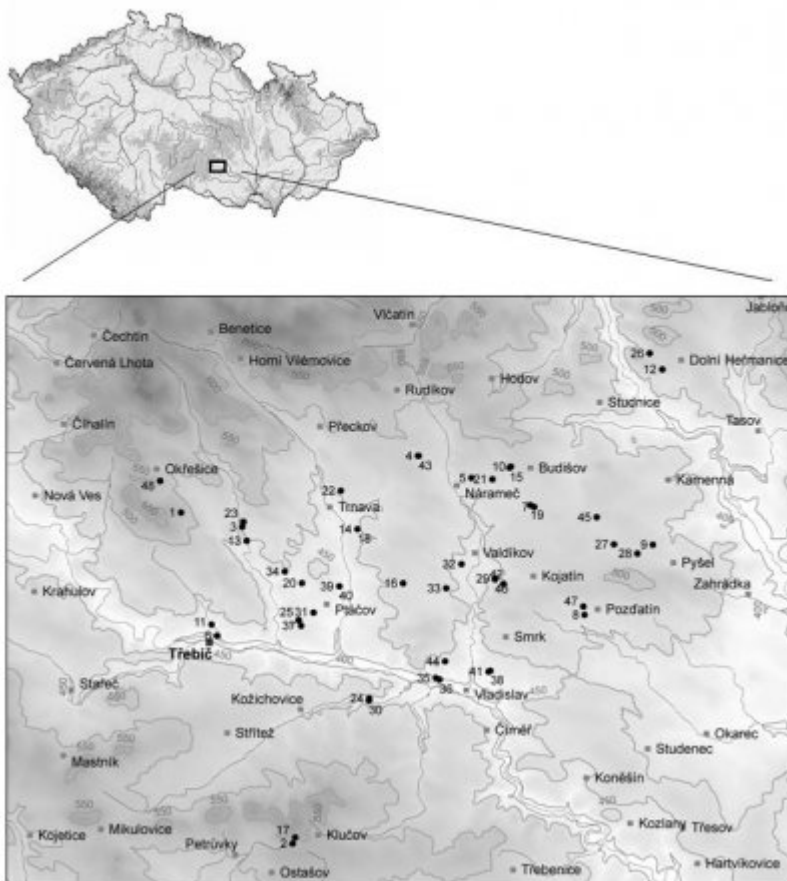 Vlčatín
Jabloň
550
Benetice
Čechtín
500
Horní Vilémovice
Červená Lhota
26
Dolní Heřmanice
12
Hodov
Rudíkov
Studnice
Číhalín
Přeckov
Tasov
4
43
Okřešice
10
15
Budišov
48
5
21
Kamenná
Nová Ves
22
Nárameč
1
Trnava
7
19
23
3
14
18
45
13
Valdíkov
27
9
28
34
32
Pyšel
20
39
16
29
Kojatín
Krahulov
40
33
46
Zahrádka
Ptáčov
25
31
47
Pozďatín
37
8
11
6
Smrk
Třebíč
450
400
44
41
38
Stařeč
35
36
Vladislav
Kožichovice
24
30
Střítež
Číměř
Okarec
Mastník
Studenec
Koněšín
550
Kojetice
Mikulovice
17
2
Klučov
Kozlany
Třesov
Petrůvky
Ostašov
Třebenice
Hartvíkovice